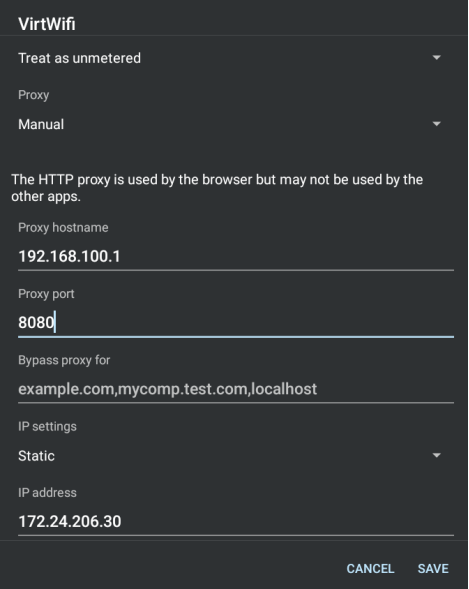 VirtWifi
Treat as unmetered
Proxy
Manual
The HTTP proxy is used by the browser but may not be used by the
other apps.
Proxy hostname
192.168.100.1
Proxy port
8080
Bypass proxy for
example.com,mycomp.test.com,localhost
IP settings
Static
IP address
172.24.206.30
CANCEL SAVE